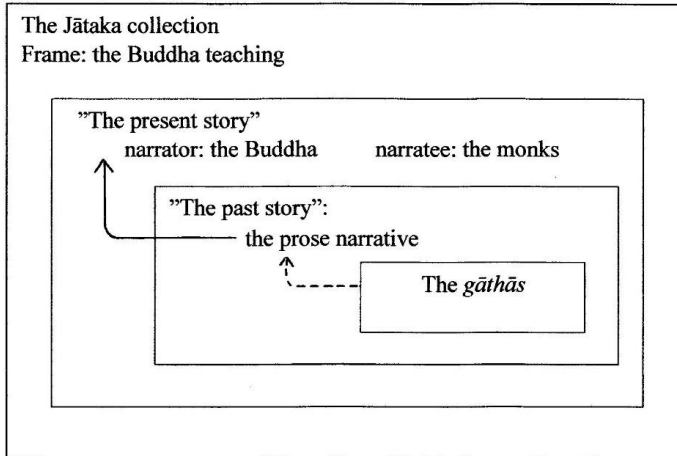 The Jātaka collection
Frame: the Buddha teaching
”The present story”
narrator: the Buddha narratee: the monks
”The past story”:
the prose narrative
The gāthās